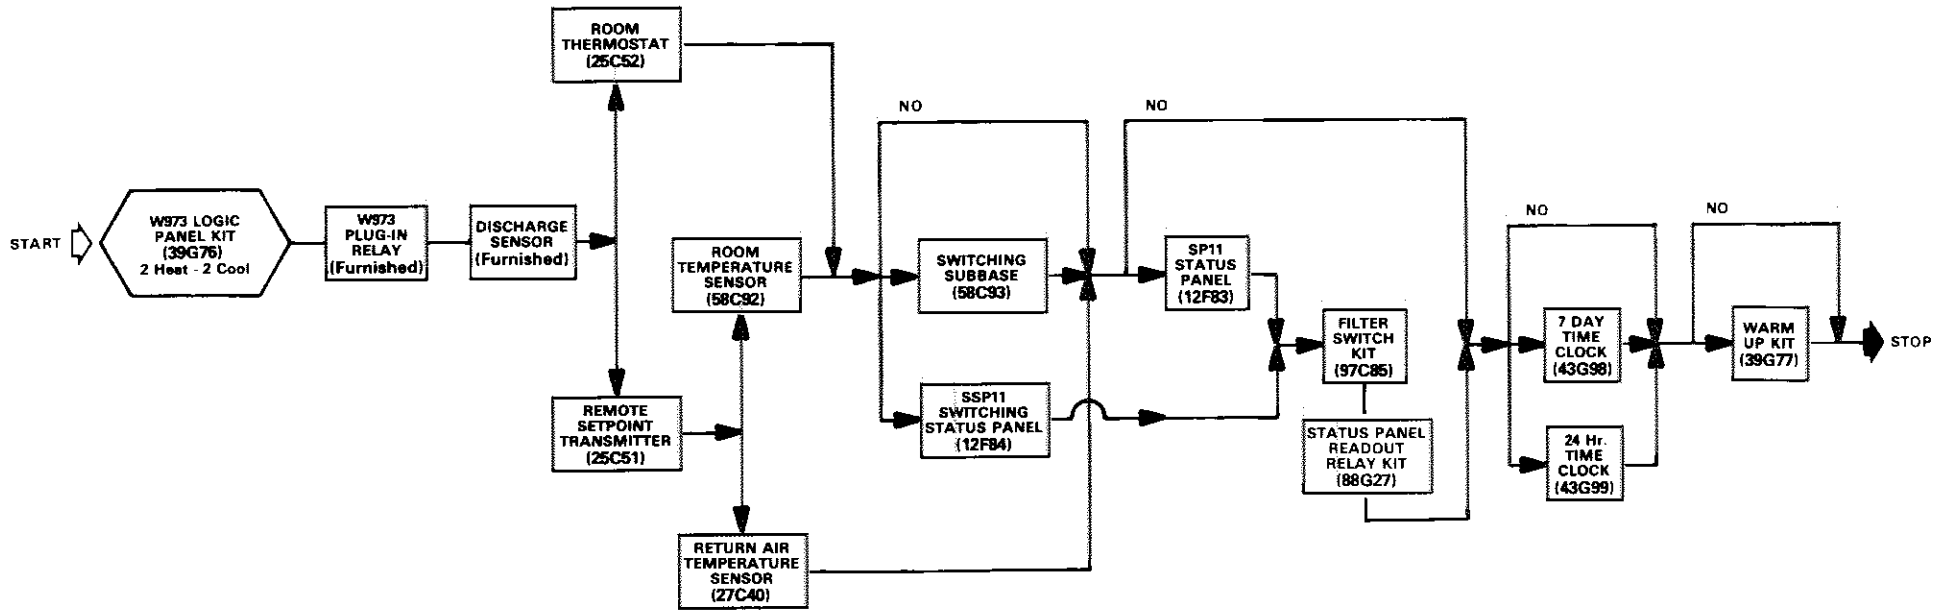 START
W973 LOGIC
PANEL KIT
(39G76)
2 Heat - 2 Cool
W973
PLUG-IN
RELAY
(Furnished)
DISCHARGE
SENSOR
(Furnished)
ROOM
THERMOSTAT
(25C52)
REMOTE
SETPOINT
TRANSMITTER
(25C51)
ROOM
TEMPERATURE
SENSOR
(58C92)
RETURN AIR
TEMPERATURE
SENSOR
(27C40)
NO
SWITCHING
SUBBASE
(58C93)
SSP11
SWITCHING
STATUS PANEL
(12F84)
NO
SP11
STATUS
PANEL
(12F83)
FILTER
SWITCH
KIT
(97C85)
STATUS PANEL
READOUT
RELAY KIT
(88G27)
NO
7 DAY
TIME
CLOCK
(43G98)
24 Hr.
TIME
CLOCK
(43G99)
NO
WARM
UP KIT
(39G77)
STOP